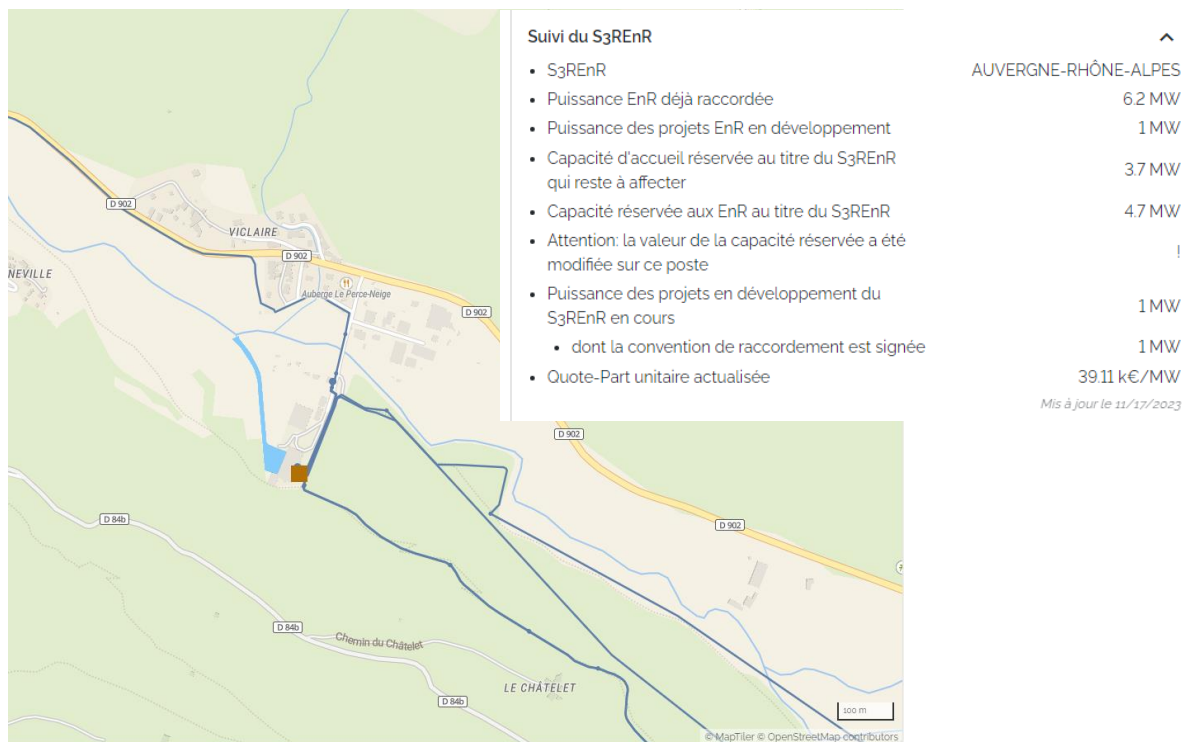 Suivi du S3REnR
S3REnR AUVERGNE-RHÔNE-ALPES
Puissance EnR déjà raccordée 6.2 MW
Puissance des projets EnR en développement 1 MW
Capacité d'accueil réservée au titre du S3REnR
qui reste à affecter 3.7 MW
Capacité réservée aux EnR au titre du S3REnR 4.7 MW
Attention: la valeur de la capacité réservée a été
modifiée sur ce poste !
Puissance des projets en développement du
S3REnR en cours 1 MW
dont la convention de raccordement est signée 1 MW
Quote-Part unitaire actualisée 39.11 k€/MW
Mis à jour le 11/17/2023
D 902
VICLAIRE
D 902
NEVILLE
Auberge Le Perce-Neige
D 902
D 902
D 84b
D 902
D 84b
Chemin du Châtelet
LE CHÂTELET
D 84b
100 m
© MapTiler © OpenStreetMap contributors